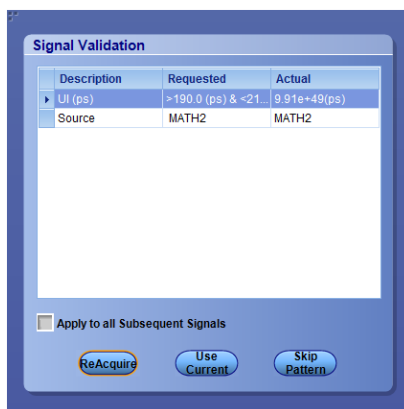 Signal Validation
Description Requested Actual
UI (ps) >190.0 (ps) & <21... 9.91e+49(ps)
Source MATH2 MATH2
Apply to all Subsequent Signals
ReAcquire Use Current Skip Pattern